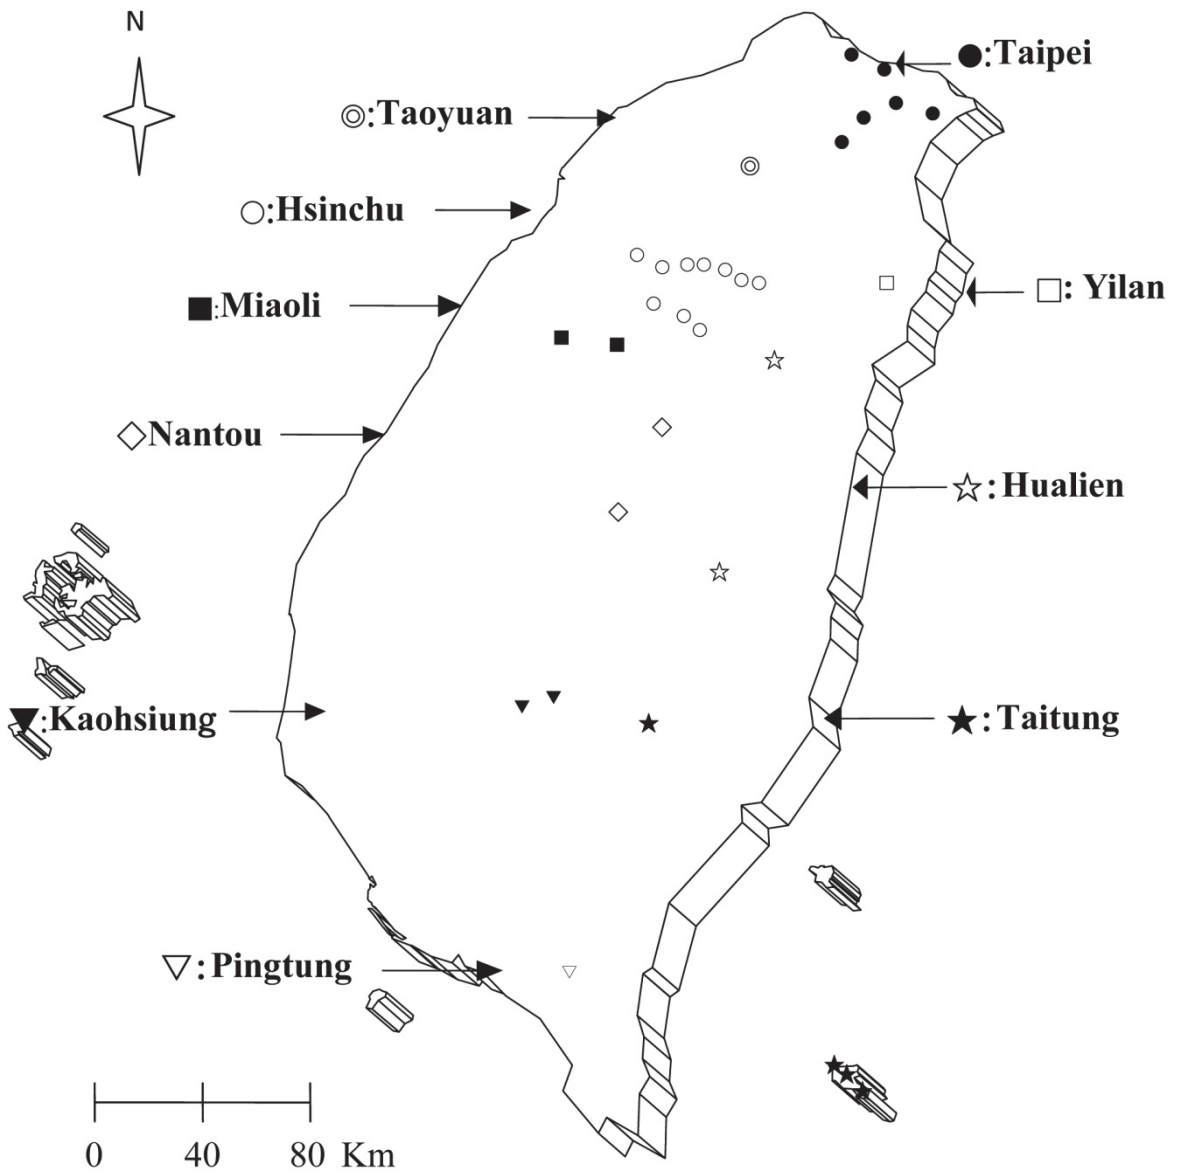 N
●:Taipei
◎:Taoyuan
○:Hsinchu
■:Miaoli
□: Yilan
◇Nantou
☆: Hualien
▼:Kaohsiung
★: Taitung
▽: Pingtung
0 40 80 Km